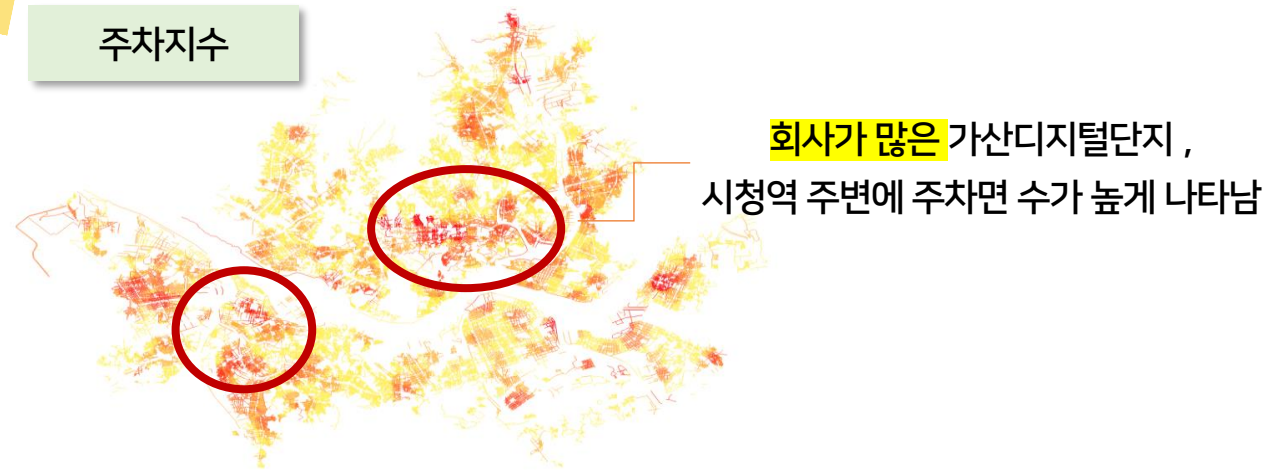 주차지수
회사가 많은 가산디지털단지 ,
시청역 주변에 주차면 수가 높게 나타남